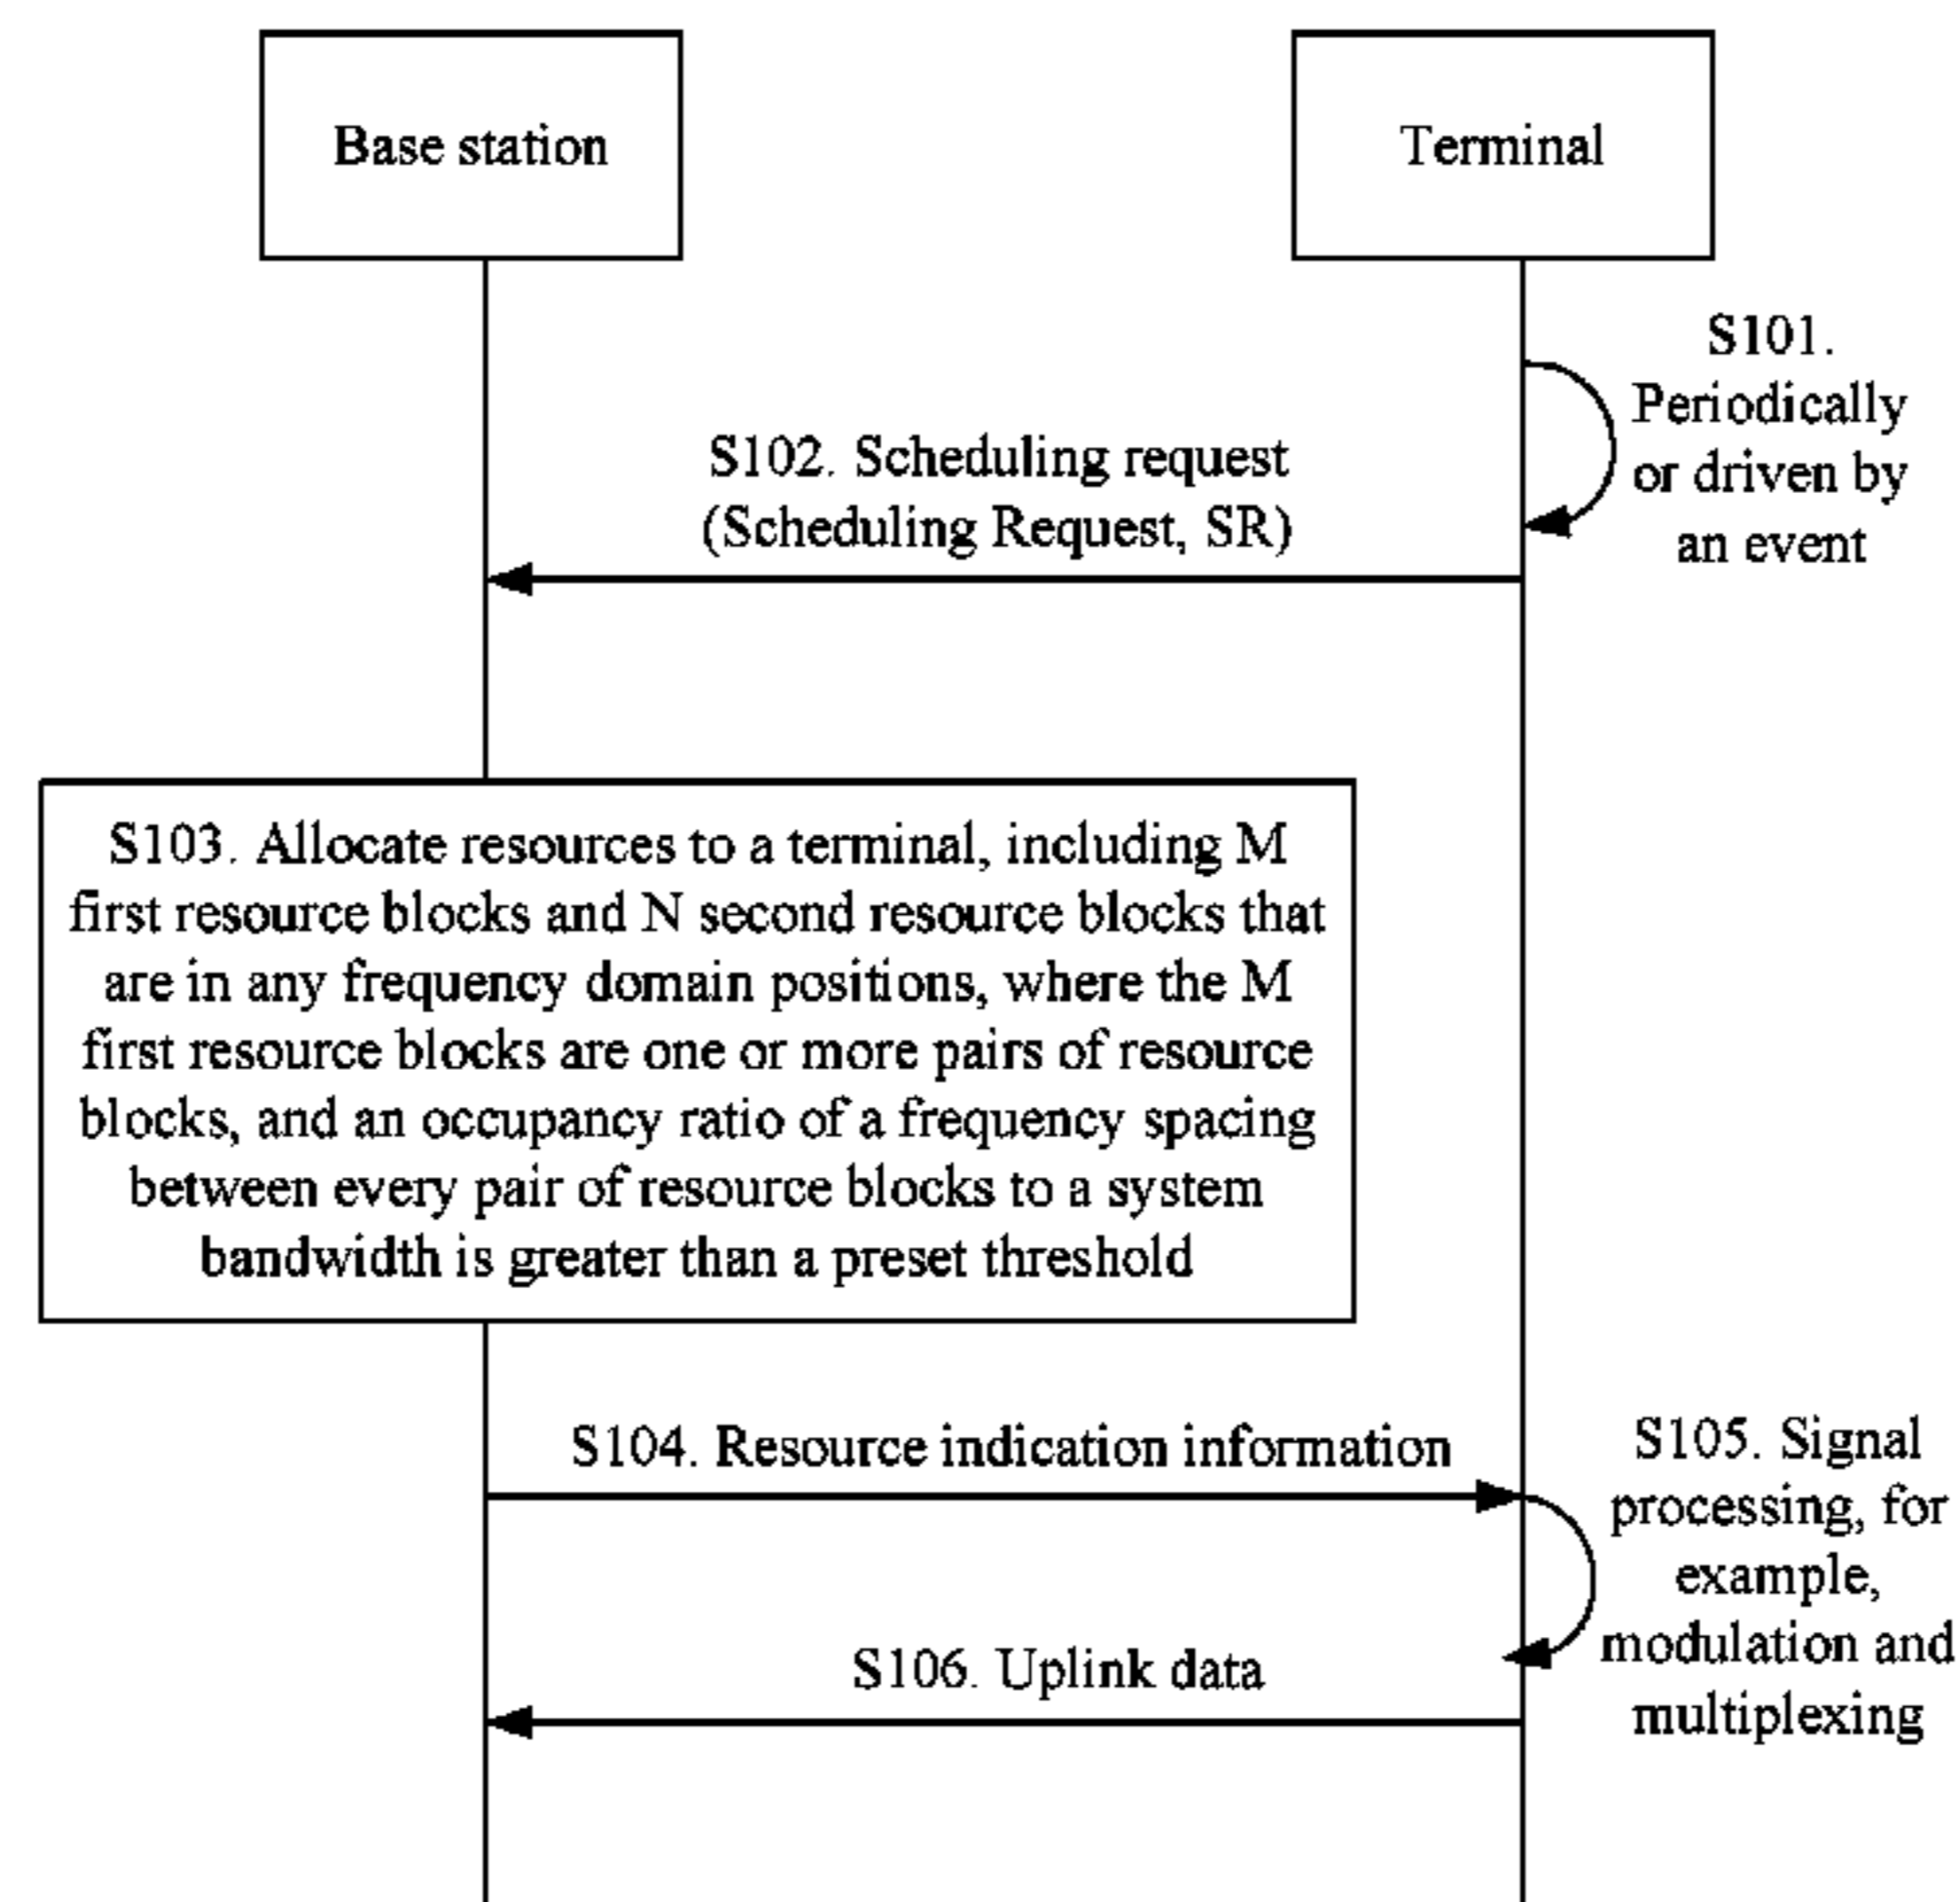 Base station
Terminal
S101.
Periodically
or driven by
an event
S102. Scheduling request
(Scheduling Request, SR)
S103. Allocate resources to a terminal, including M
first resource blocks and N second resource blocks that
are in any frequency domain positions, where the M
first resource blocks are one or more pairs of resource
blocks, and an occupancy ratio of a frequency spacing
between every pair of resource blocks to a system
bandwidth is greater than a preset threshold
S104. Resource indication information
S105. Signal
processing, for
example,
modulation and
multiplexing
S106. Uplink data